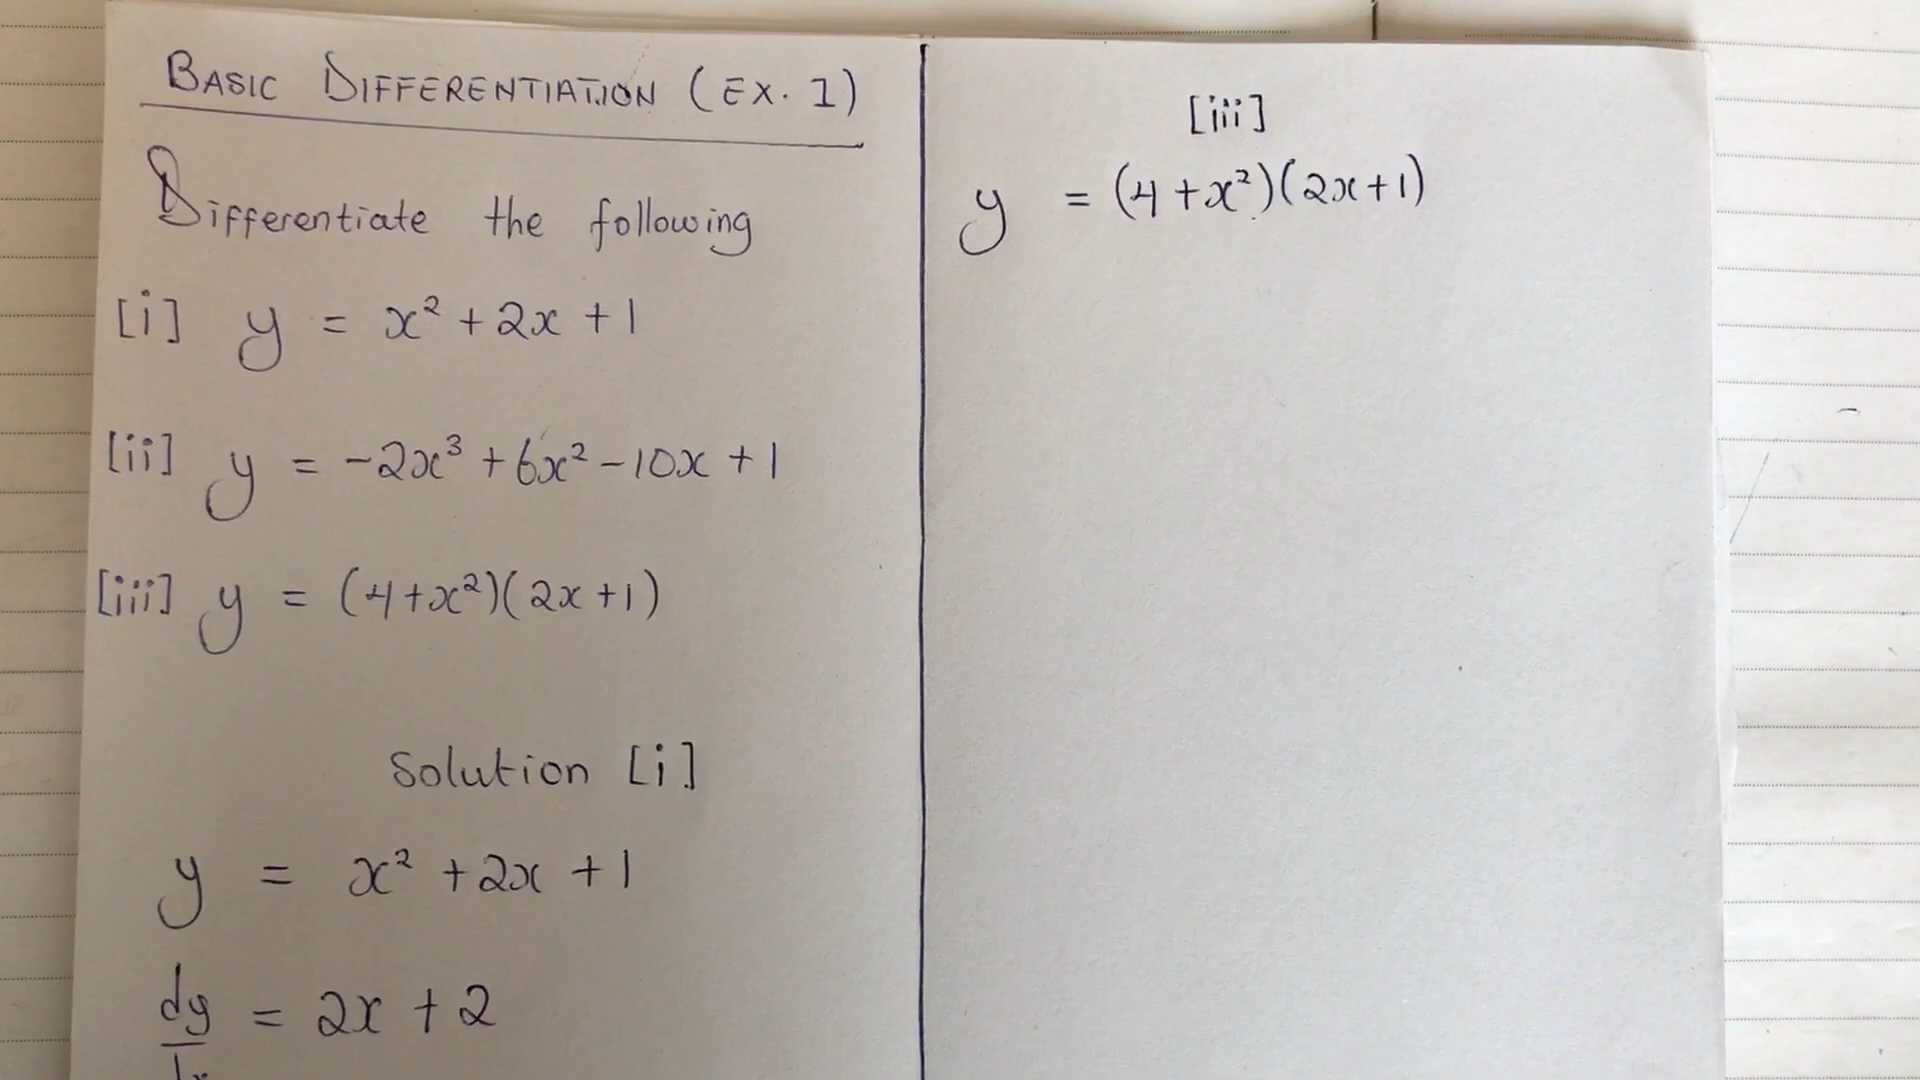 BASIC DIFFERENTIATION (EX. 1)
Differentiate the following
[i] y = x² + 2x + 1
[ii] y = -2x³ + 6x² - 10x + 1
[iii] y = (4+x²)(2x+1)
Solution [i]
y = x² + 2x + 1
dy = 2x + 2
[iii]
y = (4+x²)(2x+1)